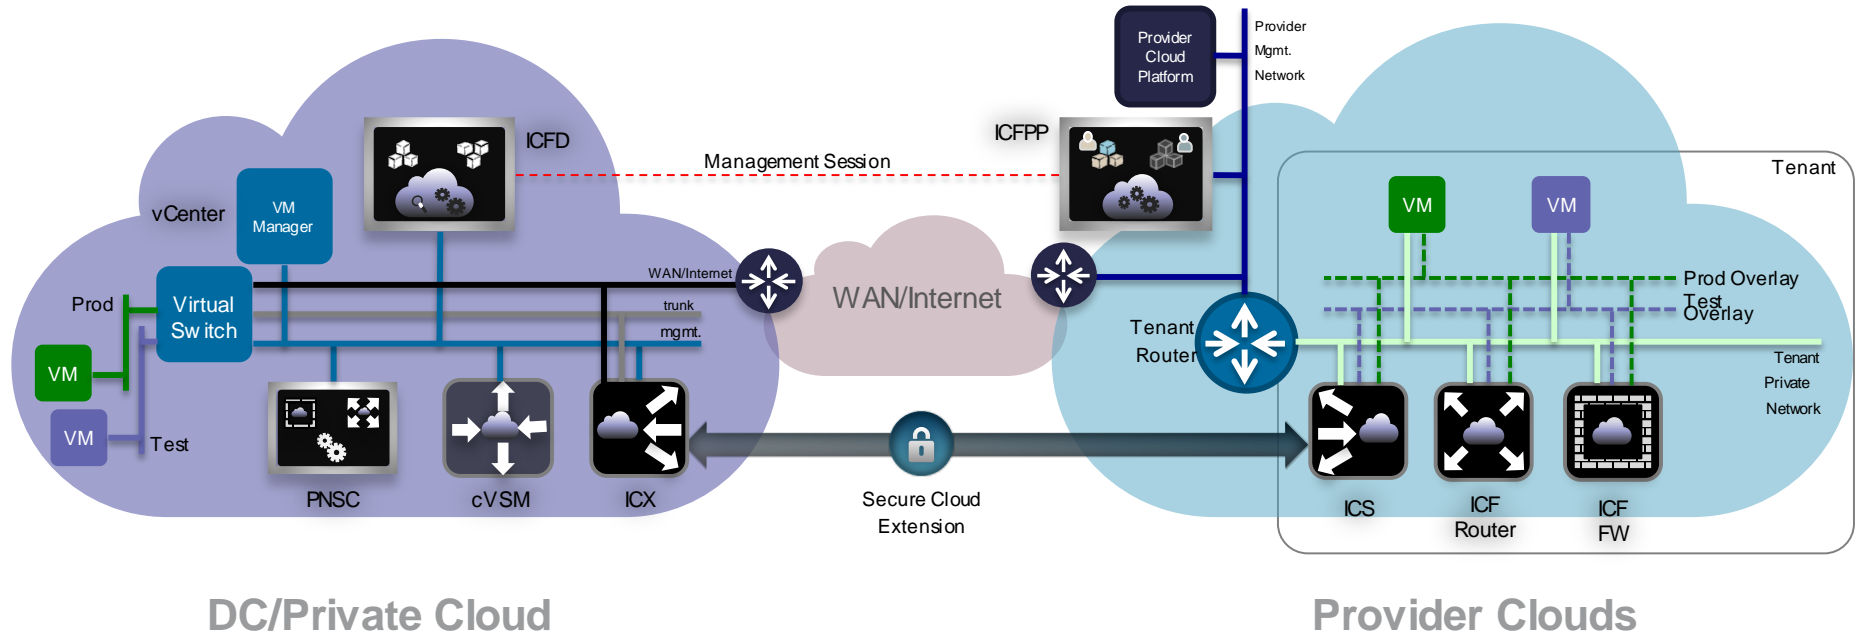 Provider
Mgmt.
Network
Provider
Cloud
Platform
ICFD
ICFPP
Management Session
Tenant
vCenter
VM
Manager
VM
VM
WAN/Internet
WAN/Internet
Prod
Virtual
Switch
trunk
mgmt.
Prod Overlay
Test
Overlay
Tenant
Router
Tenant
Private
Network
VM
VM
Test
PNSC
cVSM
ICX
Secure Cloud
Extension
ICS
ICF
Router
ICF
FW
DC/Private Cloud
Provider Clouds